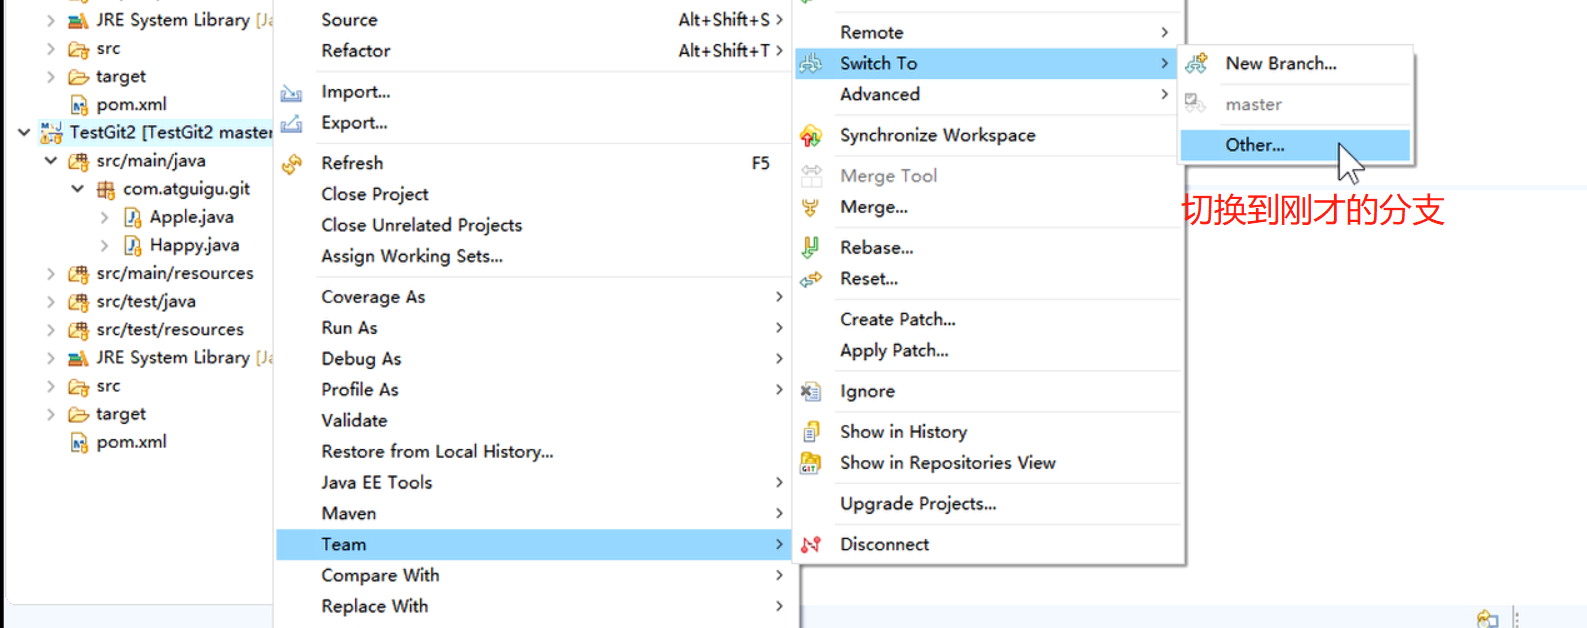 JRE System Library [Ja
src
target
pom.xml
TestGit2 [TestGit2 master
src/main/java
com.atguigu.git
Apple.java
Happy.java
src/main/resources
src/test/java
src/test/resources
JRE System Library [Ja
src
target
pom.xml
Source Alt+Shift+S
Refactor Alt+Shift+T
Import...
Export...
Refresh F5
Close Project
Close Unrelated Projects
Assign Working Sets...
Coverage As
Run As
Debug As
Profile As
Validate
Restore from Local History...
Java EE Tools
Maven
Team
Compare With
Replace With
Remote
Switch To
Advanced
Synchronize Workspace
Merge Tool
Merge...
Rebase...
Reset...
Create Patch...
Apply Patch...
Ignore
Show in History
Show in Repositories View
Upgrade Projects...
Disconnect
New Branch...
master
Other...
切换到刚才的分支